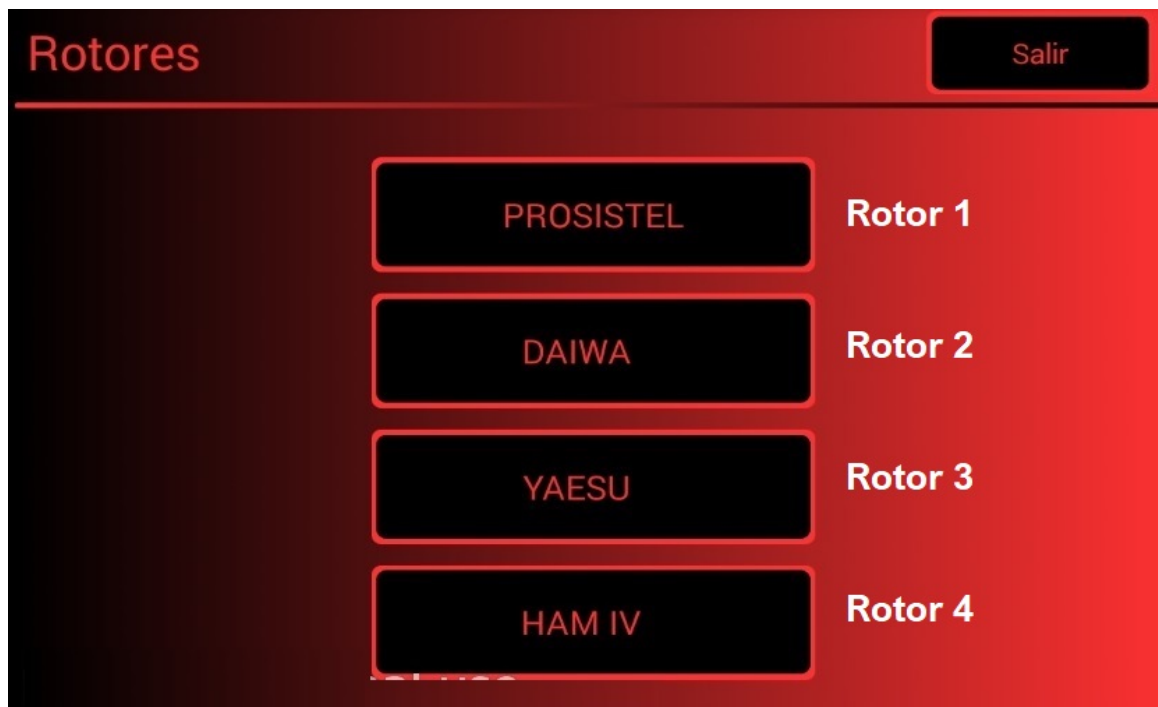 Rotores
Salir
PROSISTEL
Rotor 1
DAIWA
Rotor 2
YAESU
Rotor 3
HAM IV
Rotor 4